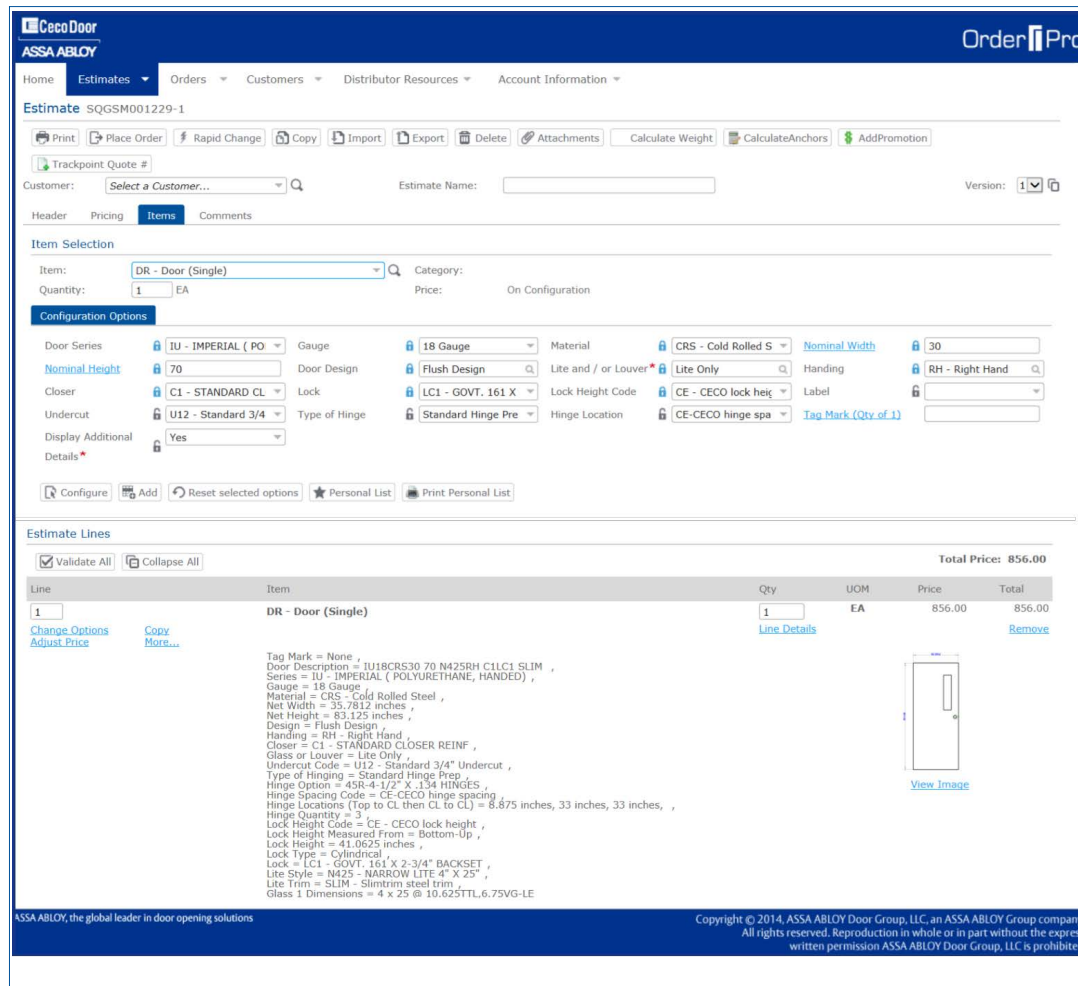 CecoDoor
ASSA ABLOY
Order Pro
Home Estimates Orders Customers Distributor Resources Account Information
Estimate SQGSM001229-1
Print Place Order Rapid Change Copy Import Export Delete Attachments Calculate Weight CalculateAnchors AddPromotion
Trackpoint Quote #
Customer: Select a Customer... Estimate Name: Version: 1
Header Pricing Items Comments
Item Selection
Item: DR - Door (Single) Category:
Quantity: 1 EA Price: On Configuration
Configuration Options
Door Series IU - IMPERIAL ( PO Gauge 18 Gauge Material CRS - Cold Rolled S Nominal Width 30
Nominal Height 70 Door Design Flush Design Lite and / or Louver* Lite Only Handing RH - Right Hand
Closer C1 - STANDARD CL Lock LC1 - GOVT. 161 X Lock Height Code CE - CECO lock heig Label
Undercut U12 - Standard 3/4 Type of Hinge Standard Hinge Pre Hinge Location CE-CECO hinge spa Tag Mark (Qty of 1)
Display Additional Details* Yes
Configure Add Reset selected options Personal List Print Personal List
Estimate Lines
Validate All Collapse All Total Price: 856.00
Line Item Qty UOM Price Total
1 DR - Door (Single) 1 EA 856.00 856.00
Change Options Copy Line Details Remove
Adjust Price More...
Tag Mark = None ,
Door Description = IU18CRS30 70 N425RH C1LC1 SLIM ,
Series = IU - IMPERIAL ( POLYURETHANE, HANDED) ,
Gauge = 18 Gauge ,
Material = CRS - Cold Rolled Steel ,
Net Width = 35.7812 inches ,
Net Height = 83.125 inches ,
Design = Flush Design ,
Handing = RH - Right Hand ,
Closer = C1 - STANDARD CLOSER REINF ,
Glass or Louver = Lite Only ,
Undercut Code = U12 - Standard 3/4" Undercut ,
Type of Hinging = Standard Hinge Prep ,
Hinge Option = 45R-4-1/2" X .134 HINGES ,
Hinge Spacing Code = CE-CECO hinge spacing ,
Hinge Locations (Top to CL then CL to CL) = 8.875 inches, 33 inches, 33 inches, ,
Hinge Quantity = 3 ,
Lock Height Code = CE - CECO lock height ,
Lock Height Measured From = Bottom-Up ,
Lock Height = 41.0625 inches ,
Lock Type = Cylindrical ,
Lock = LC1 - GOVT. 161 X 2-3/4" BACKSET ,
Lite Style = N425 - NARROW LITE 4" X 25" ,
Lite Trim = SLIM - Slimtrim steel trim ,
Glass 1 Dimensions = 4 x 25 @ 10.625TTL,6.75VG-LE
View Image
ASSA ABLOY, the global leader in door opening solutions
Copyright © 2014, ASSA ABLOY Door Group, LLC, an ASSA ABLOY Group compan
All rights reserved. Reproduction in whole or in part without the expres
written permission ASSA ABLOY Door Group, LLC is prohibite